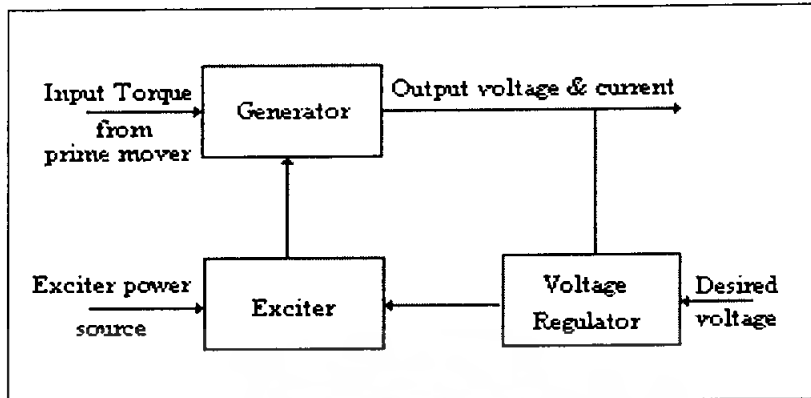 Input Torque
from
prime mover
Generator
Output voltage & current
Exciter power
source
Exciter
Voltage
Regulator
Desired
voltage